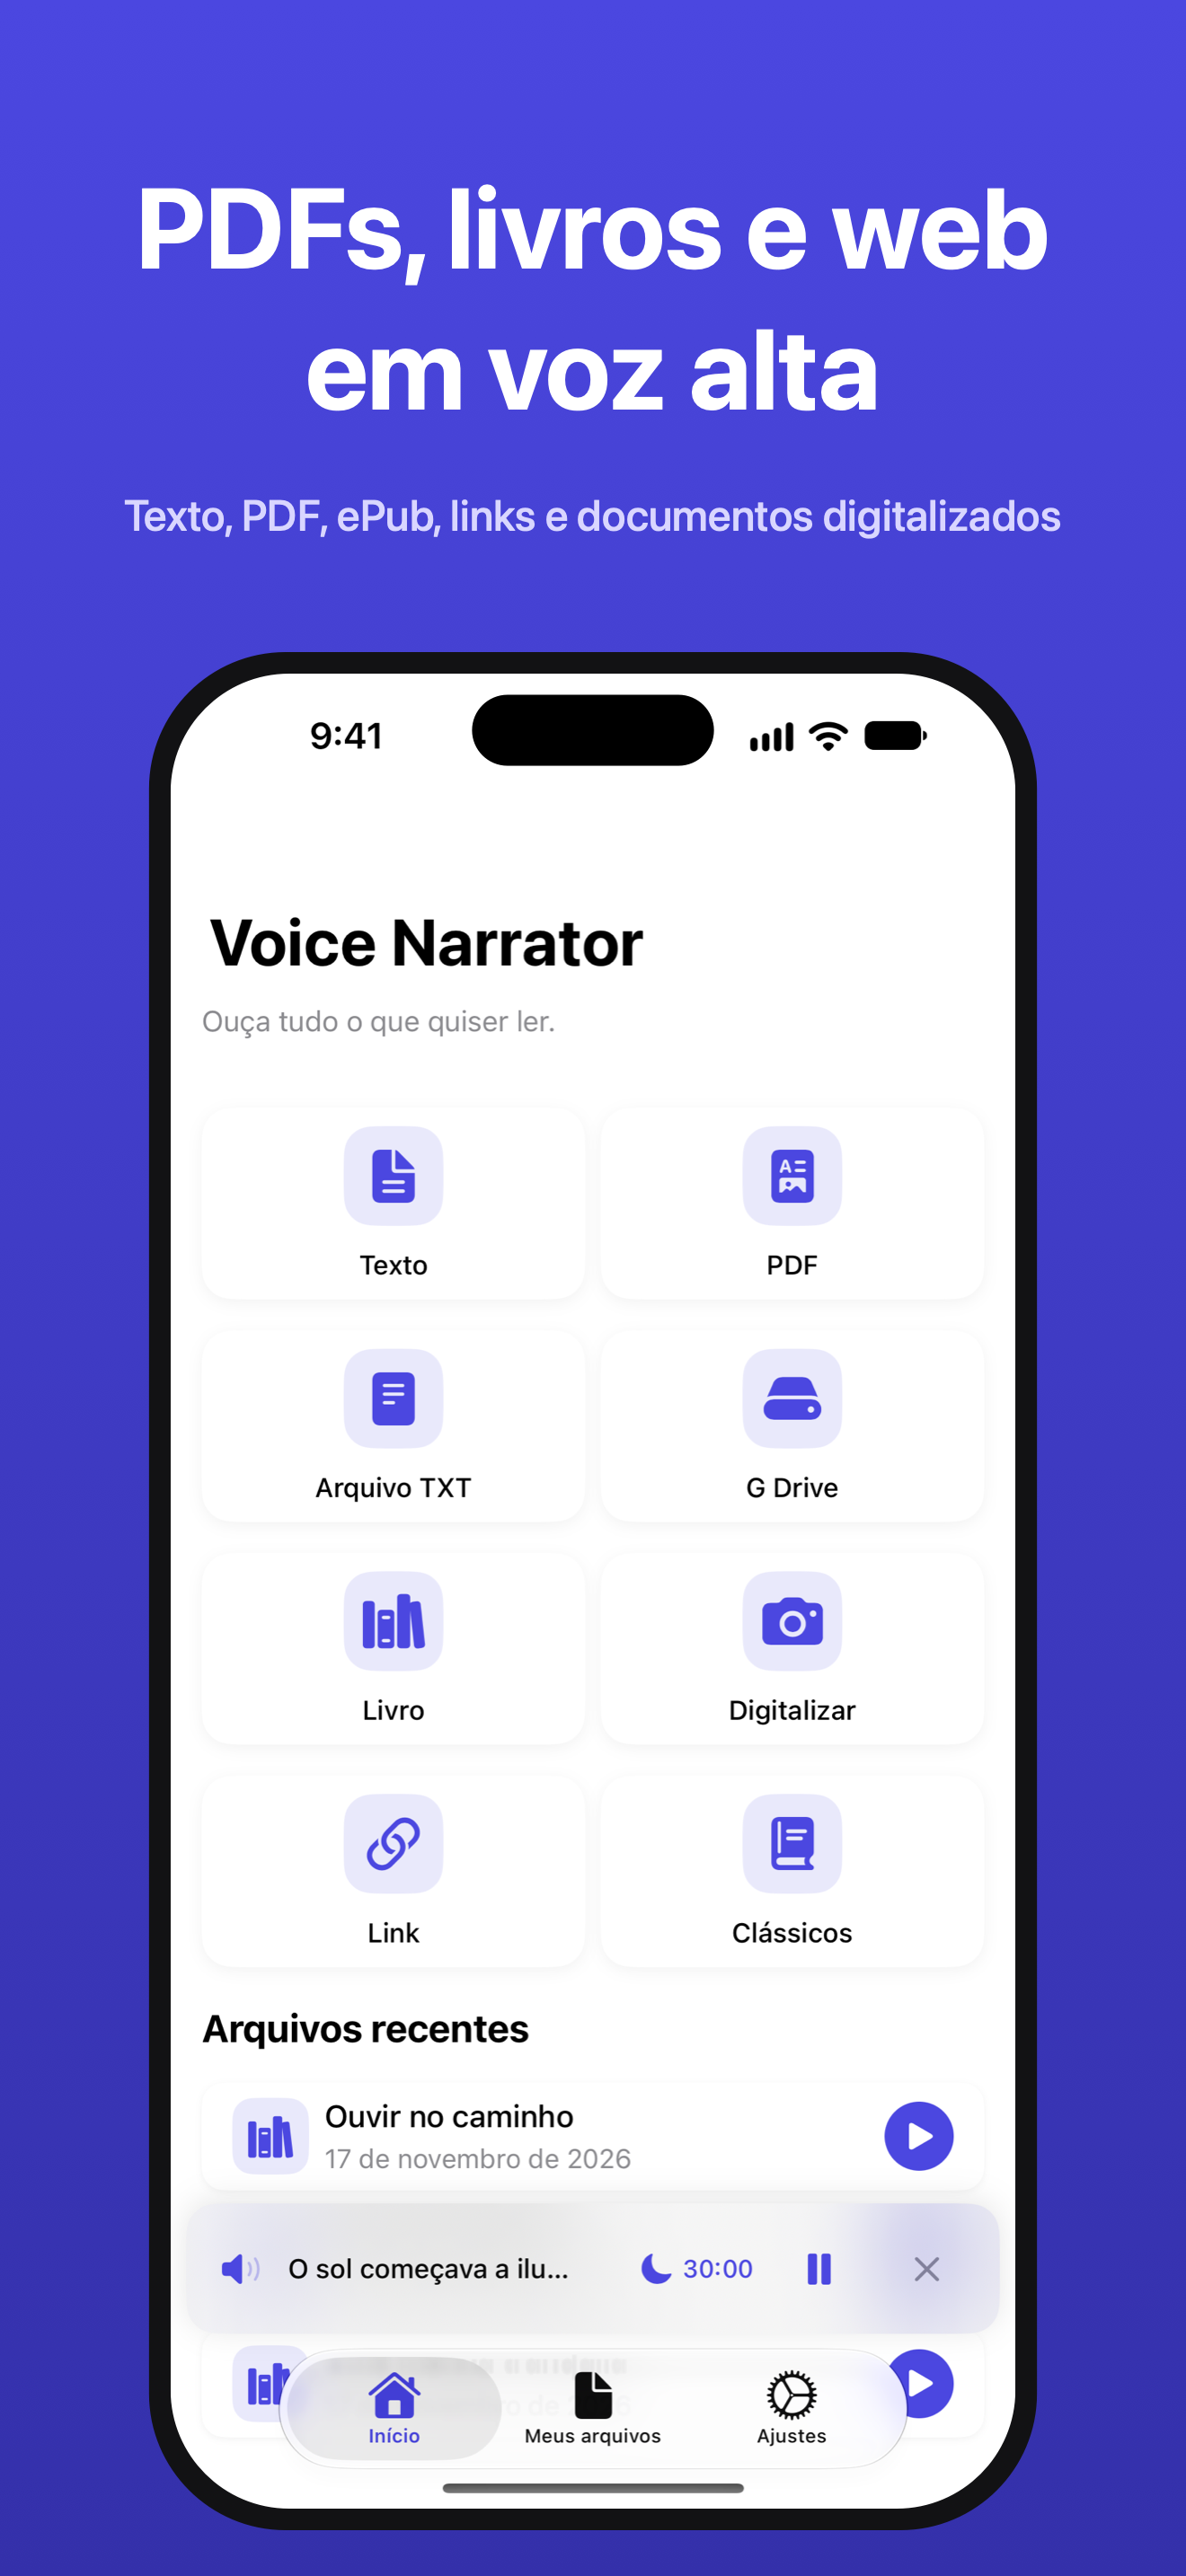 PDFs, livros e web
em voz alta
Texto, PDF, ePub, links e documentos digitalizados
9:41
Voice Narrator
Ouça tudo o que quiser ler.
Texto
PDF
Arquivo TXT
G Drive
Livro
Digitalizar
Link
Clássicos
Arquivos recentes
Ouvir no caminho
17 de novembro de 2026
O sol começava a ilu...
30:00
Início
Meus arquivos
Ajustes